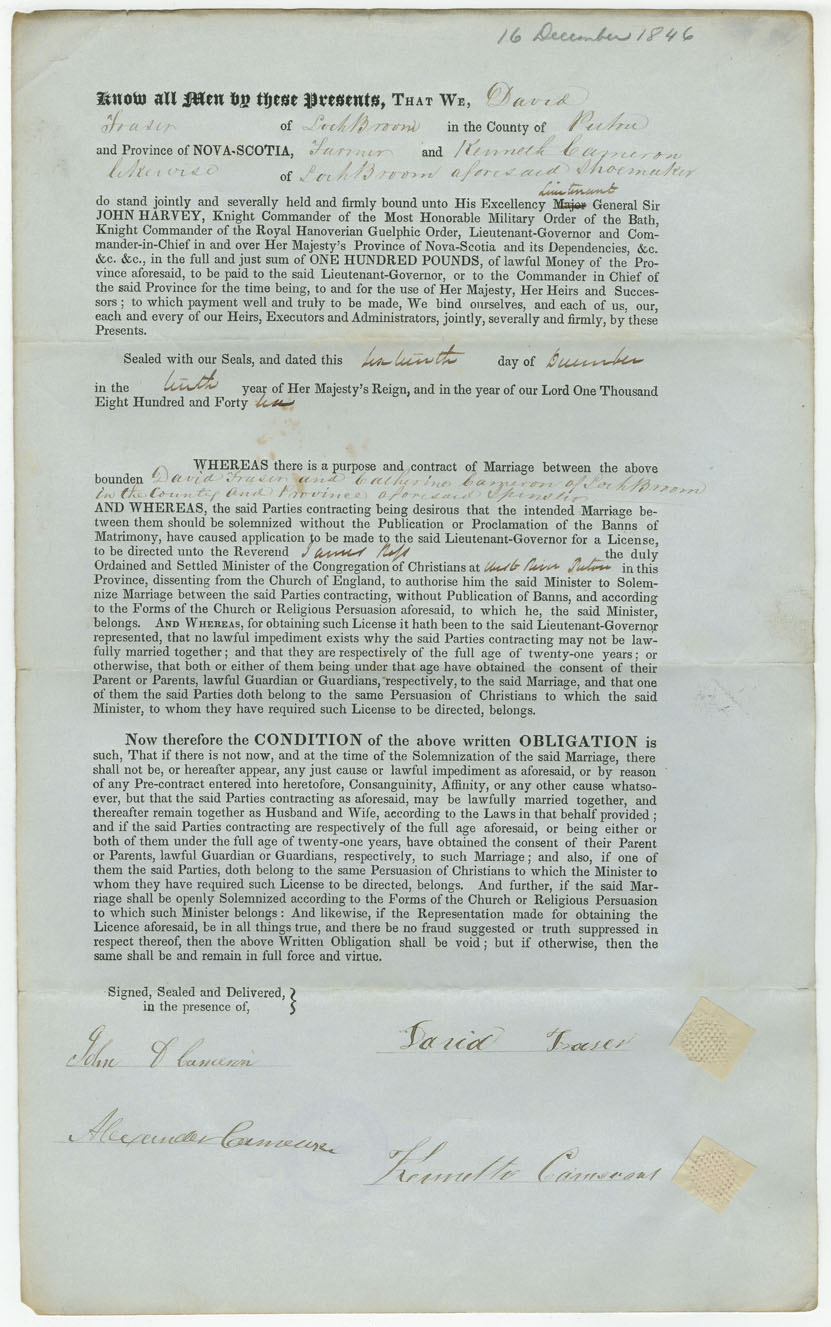 16 December 1846
Know all Men by these Presents, THAT WE, David
Fraser of Loch Broom in the County of Pictou
and Province of NOVA-SCOTIA, Farmer and Kenneth Cameron
likewise of Loch Broom aforesaid Shoemaker
Lieutenant
do stand jointly and severally held and firmly bound unto His Excellency Major General Sir
JOHN HARVEY, Knight Commander of the Most Honorable Military Order of the Bath,
Knight Commander of the Royal Hanoverian Guelphic Order, Lieutenant-Governor and Com-
mander-in-Chief in and over Her Majesty's Province of Nova-Scotia and its Dependencies, &c.
&c. &c., in the full and just sum of ONE HUNDRED POUNDS, of lawful Money of the Pro-
vince aforesaid, to be paid to the said Lieutenant-Governor, or to the Commander in Chief of
the said Province for the time being, to and for the use of Her Majesty, Her Heirs and Succes-
sors ; to which payment well and truly to be made, We bind ourselves, and each of us, our,
each and every of our Heirs, Executors and Administrators, jointly, severally and firmly, by these
Presents.
Sealed with our Seals, and dated this sixteenth day of December
in the tenth year of Her Majesty's Reign, and in the year of our Lord One Thousand
Eight Hundred and Forty six
WHEREAS there is a purpose and contract of Marriage between the above
bounden David Fraser and Catherine Cameron of Loch Broom
in the County and Province aforesaid Spinster
AND WHEREAS, the said Parties contracting being desirous that the intended Marriage be-
tween them should be solemnized without the Publication or Proclamation of the Banns of
Matrimony, have caused application to be made to the said Lieutenant-Governor for a License,
to be directed unto the Reverend James Ross the duly
Ordained and Settled Minister of the Congregation of Christians at West River Pictou in this
Province, dissenting from the Church of England, to authorise him the said Minister to Solem-
nize Marriage between the said Parties contracting, without Publication of Banns, and according
to the Forms of the Church or Religious Persuasion aforesaid, to which he, the said Minister,
belongs. AND WHEREAS, for obtaining such License it hath been to the said Lieutenant-Governor
represented, that no lawful impediment exists why the said Parties contracting may not be law-
fully married together ; and that they are respectively of the full age of twenty-one years ; or
otherwise, that both or either of them being under that age have obtained the consent of their
Parent or Parents, lawful Guardian or Guardians, respectively, to the said Marriage, and that one
of them the said Parties doth belong to the same Persuasion of Christians to which the said
Minister, to whom they have required such License to be directed, belongs.
Now therefore the CONDITION of the above written OBLIGATION is
such, That if there is not now, and at the time of the Solemnization of the said Marriage, there
shall not be, or hereafter appear, any just cause or lawful impediment as aforesaid, or by reason
of any Pre-contract entered into heretofore, Consanguinity, Affinity, or any other cause whatso-
ever, but that the said Parties contracting as aforesaid, may be lawfully married together, and
thereafter remain together as Husband and Wife, according to the Laws in that behalf provided ;
and if the said Parties contracting are respectively of the full age aforesaid, or being either or
both of them under the full age of twenty-one years, have obtained the consent of their Parent
or Parents, lawful Guardian or Guardians, respectively, to such Marriage ; and also, if one of
them the said Parties, doth belong to the same Persuasion of Christians to which the Minister to
whom they have required such License to be directed, belongs. And further, if the said Mar-
riage shall be openly Solemnized according to the Forms of the Church or Religious Persuasion
to which such Minister belongs : And likewise, if the Representation made for obtaining the
Licence aforesaid, be in all things true, and there be no fraud suggested or truth suppressed in
respect thereof, then the above Written Obligation shall be void ; but if otherwise, then the
same shall be and remain in full force and virtue.
Signed, Sealed and Delivered,
in the presence of,
John D Cameron
David Fraser
Alexander Cameron
Kenneth Cameron